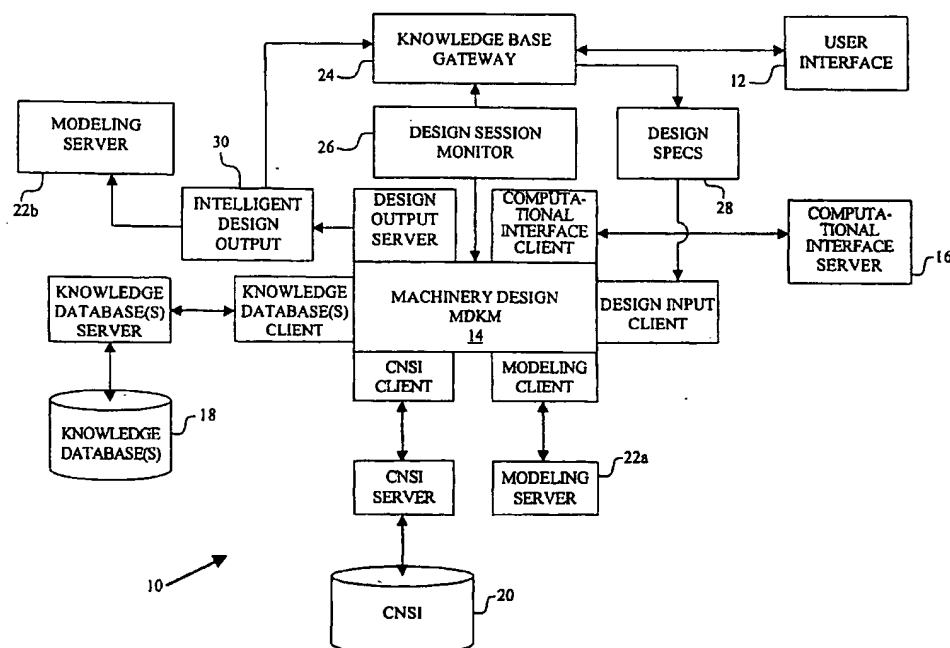 KNOWLEDGE BASE
GATEWAY
24
USER
INTERFACE
12
MODELING
SERVER
22b
30
26
DESIGN SESSION
MONITOR
DESIGN
SPECS
28
INTELLIGENT
DESIGN
OUTPUT
DESIGN
OUTPUT
SERVER
COMPUTA-
TIONAL
INTERFACE
CLIENT
COMPUTA-
TIONAL
INTERFACE
SERVER
16
KNOWLEDGE
DATABASE(S)
SERVER
KNOWLEDGE
DATABASE(S)
CLIENT
MACHINERY DESIGN
MDKM
14
DESIGN INPUT
CLIENT
CNSI
CLIENT
MODELING
CLIENT
KNOWLEDGE
DATABASE(S)
18
CNSI
SERVER
MODELING
SERVER
22a
10
CNSI
20